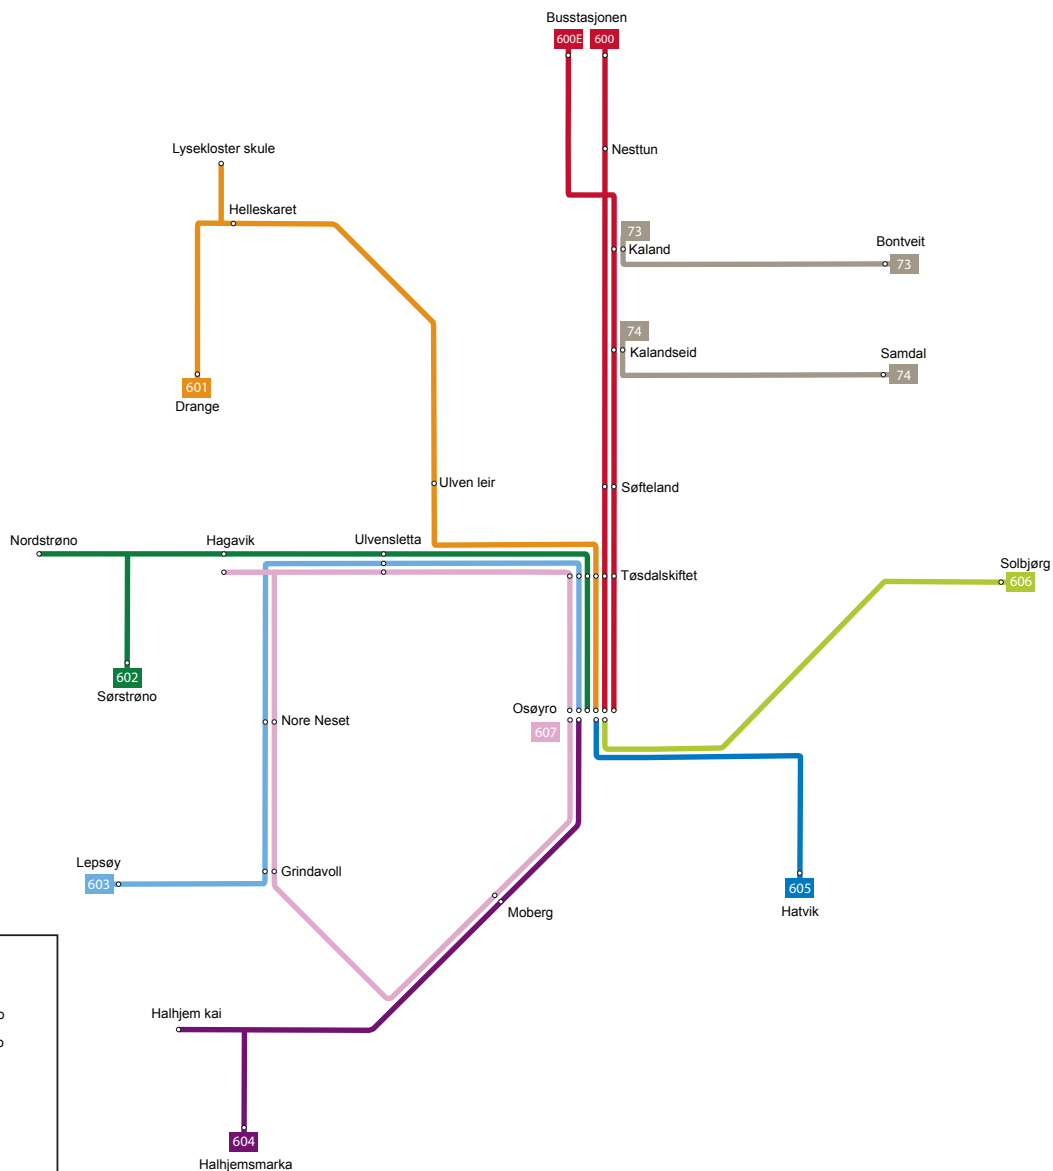 Busstasjonen
600E 600
Lysekloster skule
Nesttun
Helleskaret
73
Kaland
Bontveit
73
74
Kalandseid
Samdal
74
601
Drange
Ulven leir
Søfteland
Nordstrøno
Hagavik
Ulvensletta
Tøsdalskiftet
Solbjørg
606
602
Sørstrøno
Osøyro
607
Nore Neset
Lepsøy
603
Grindavoll
605
Hatvik
Moberg
Halhjem kai
604
Halhjemsmarka